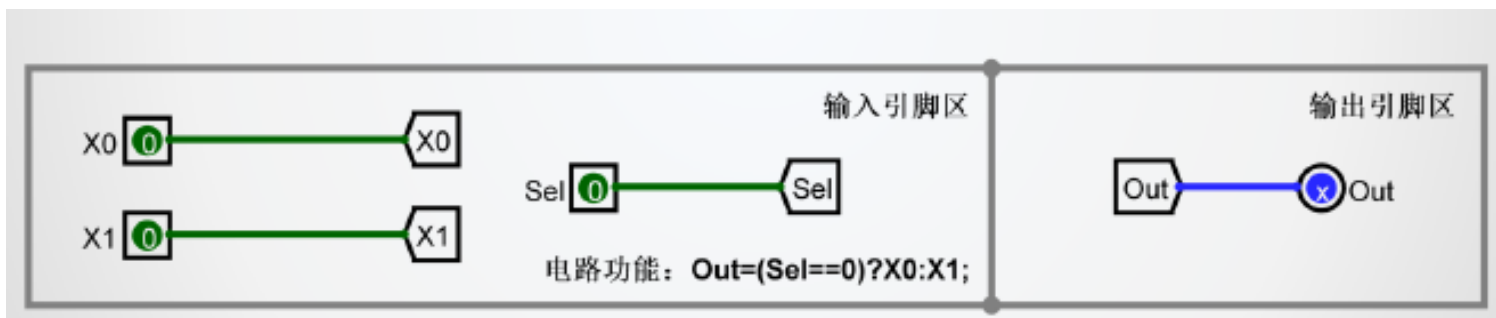 输入引脚区
输出引脚区
X0 0 X0
Sel 0 Sel
Out x Out
X1 0 X1
电路功能：Out=(Sel==0)?X0:X1;